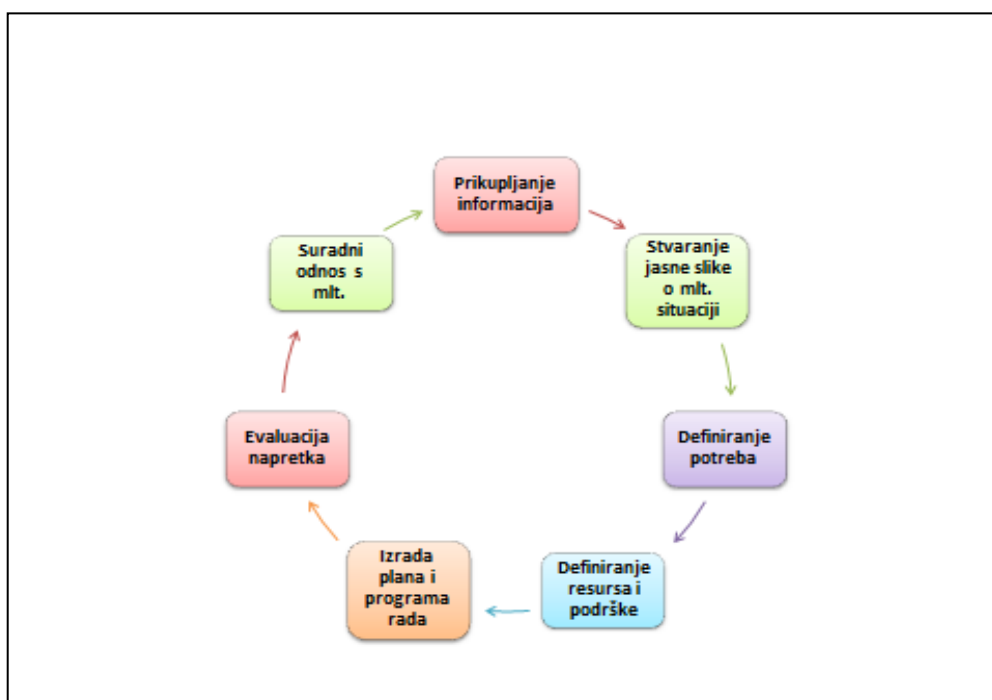 Prikupljanje
informacija
Stvaranje
jasne slike
o mlt.
situaciji
Definiranje
potreba
Definiranje
resursa i
podrške
Izrada
plana i
programa
rada
Evaluacija
napretka
Suradni
odnos s
mlt.